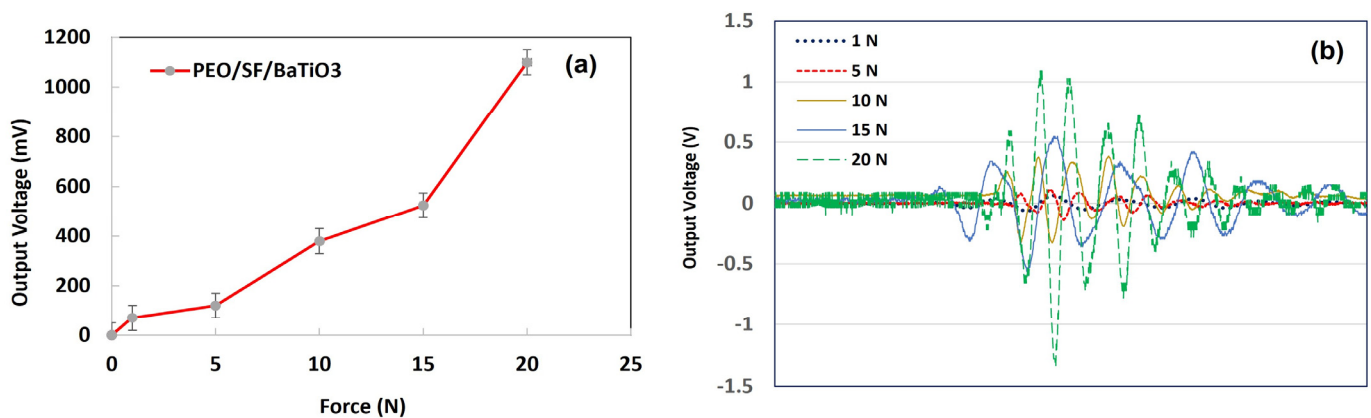 1200
1000
800
600
400
200
0
Output Voltage (mV)
PEO/SF/BaTiO3
(a)
0 5 10 15 20 25
Force (N)
1.5
1
0.5
0
-0.5
-1
-1.5
Output Voltage (V)
1 N
5 N
10 N
15 N
20 N
(b)